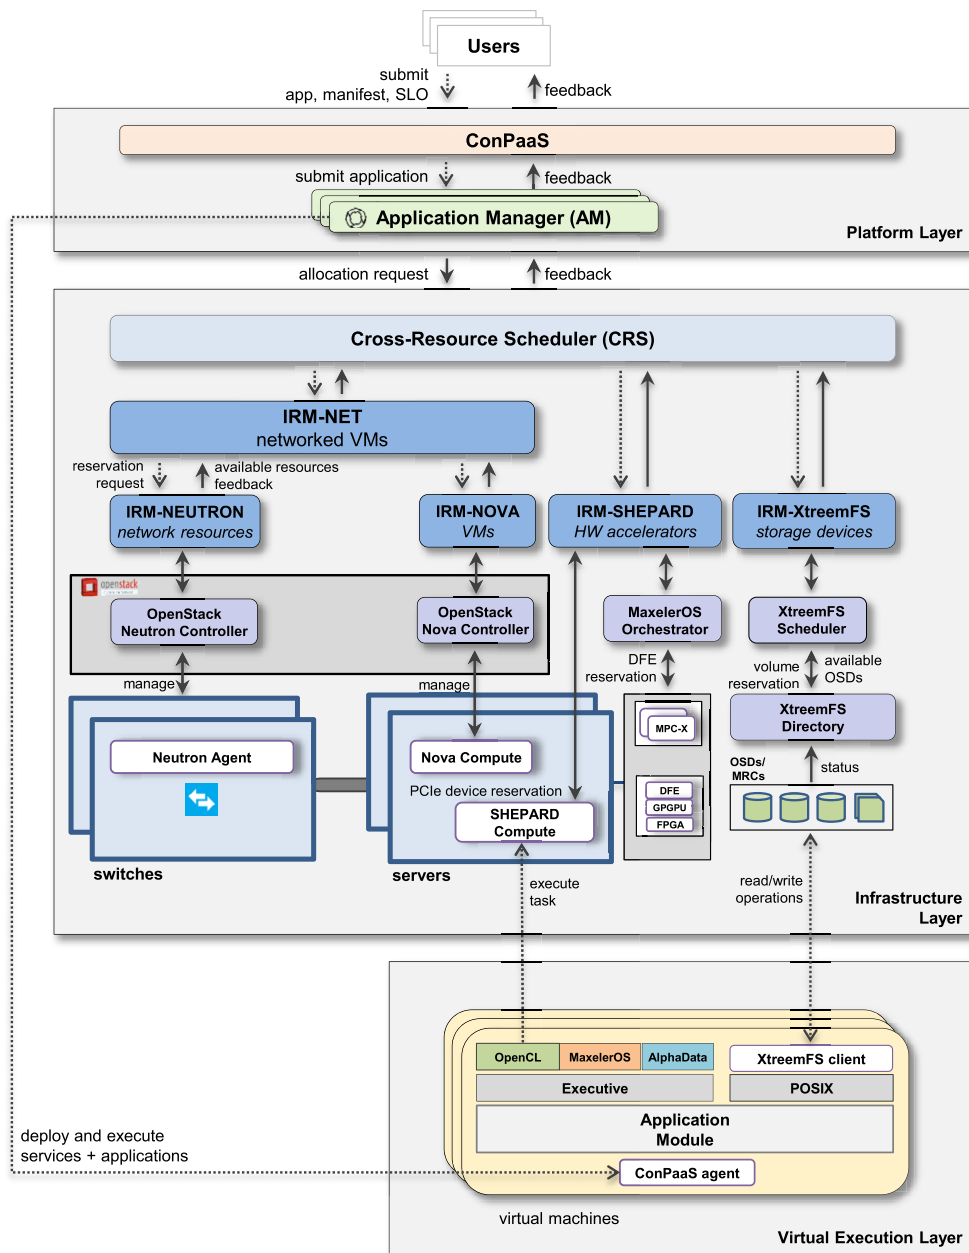 Users
submit
app, manifest, SLO
feedback
ConPaaS
submit application
feedback
Application Manager (AM)
Platform Layer
allocation request
feedback
Cross-Resource Scheduler (CRS)
IRM-NET
networked VMs
reservation
request
available resources
feedback
IRM-NEUTRON
network resources
IRM-NOVA
VMs
IRM-SHEPARD
HW accelerators
IRM-XtreemFS
storage devices
openstack
OpenStack
Neutron Controller
OpenStack
Nova Controller
MaxelerOS
Orchestrator
XtreemFS
Scheduler
manage
manage
DFE
reservation
volume
reservation
available
OSDs
XtreemFS
Directory
MPC-X
Neutron Agent
Nova Compute
PCIe device reservation
SHEPARD
Compute
DFE
GPGPU
FPGA
OSDs/
MRCs
status
switches
servers
execute
task
read/write
operations
Infrastructure
Layer
OpenCL
MaxelerOS
AlphaData
XtreemFS client
Executive
POSIX
Application
Module
deploy and execute
services + applications
ConPaaS agent
virtual machines
Virtual Execution Layer